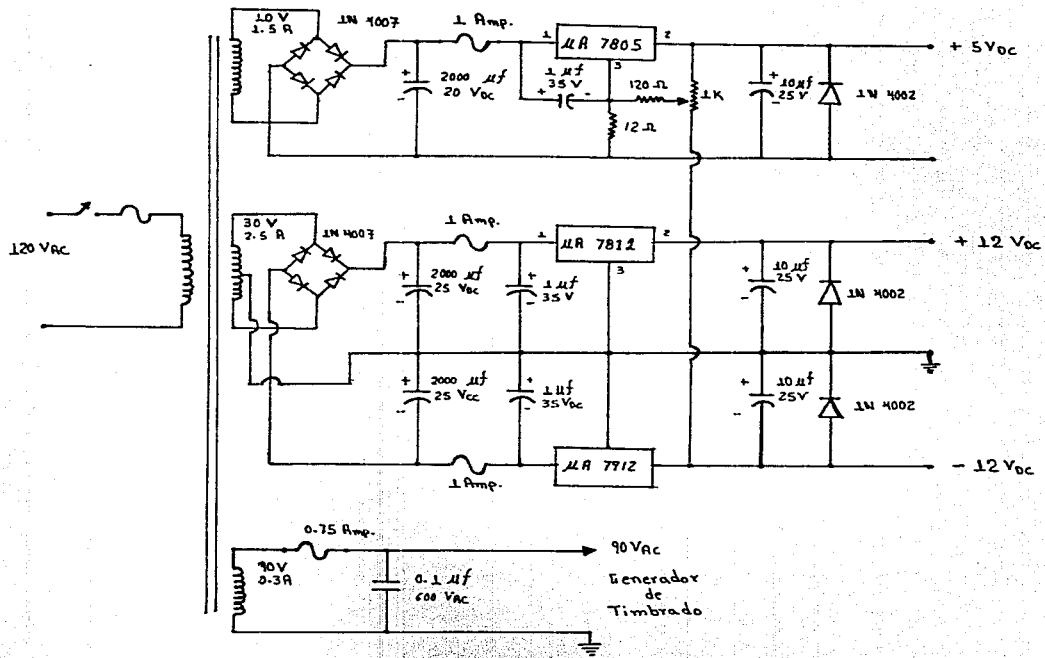 10 V
1.5 A
1N 4007
1 Amp.
1
μA 7805
2
3
+ 5 VDC
+
-
2000 μf
20 VDC
1 μf
35 V
+
-
120 Ω
12 Ω
1K
+
-
10 μf
25 V
1N 4002
120 VAC
30 V
2.5 A
1N 4007
1 Amp.
1
μA 7812
2
3
+ 12 VDC
+
-
2000 μf
25 VDC
+
-
1 μf
35 V
+
-
10 μf
25 V
1N 4002
+
-
2000 μf
25 VCC
+
-
1 μf
35 VDC
+
-
10 μf
25 V
1N 4002
1 Amp.
μA 7912
- 12 VDC
0.75 Amp.
90 V
0.3 A
0.1 μf
600 VAC
90 VAC
Generador
de
Timbrado